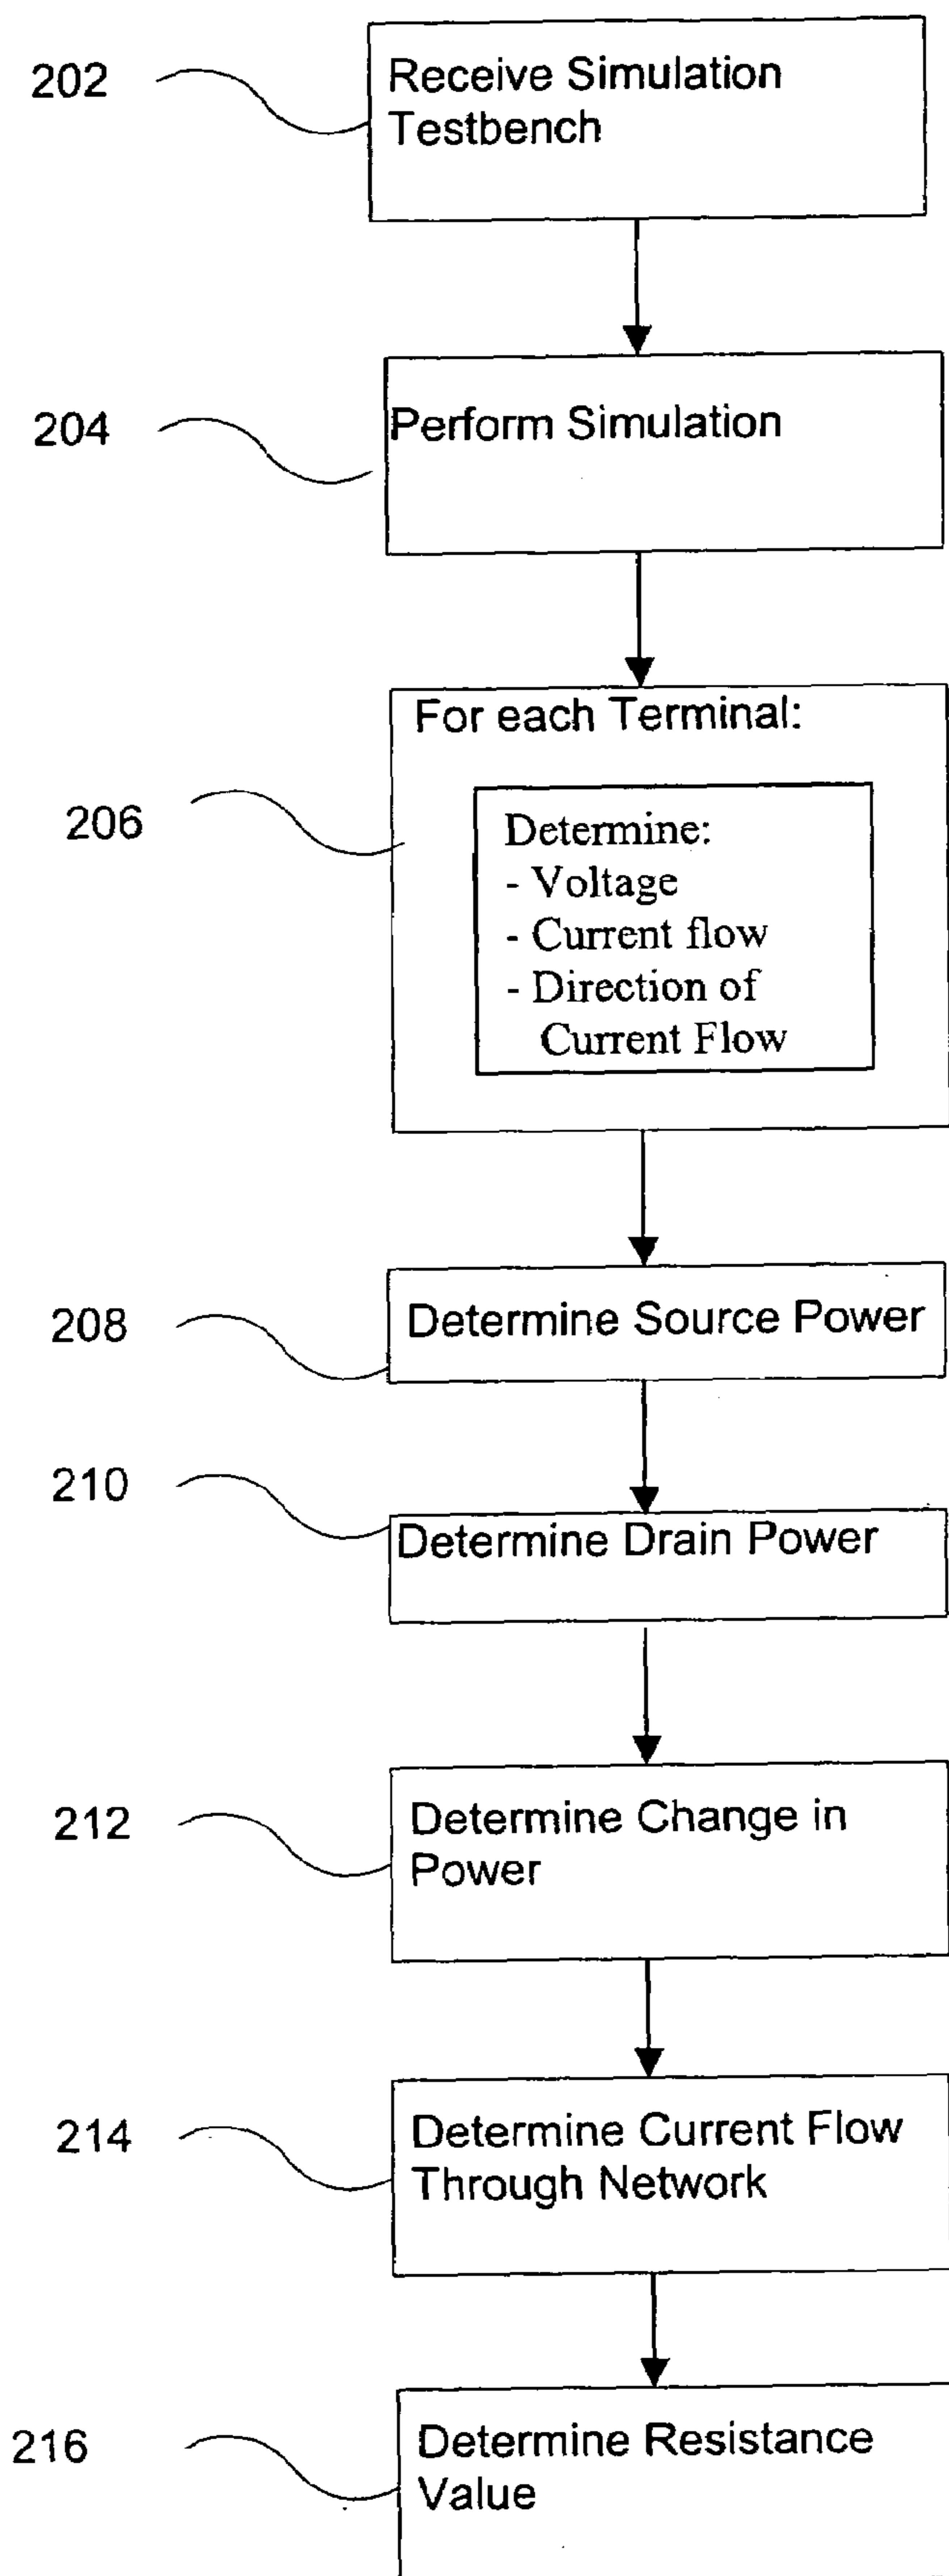 202
Receive Simulation
Testbench
204
Perform Simulation
For each Terminal:
206
Determine:
- Voltage
- Current flow
- Direction of
Current Flow
208
Determine Source Power
210
Determine Drain Power
212
Determine Change in
Power
214
Determine Current Flow
Through Network
216
Determine Resistance
Value